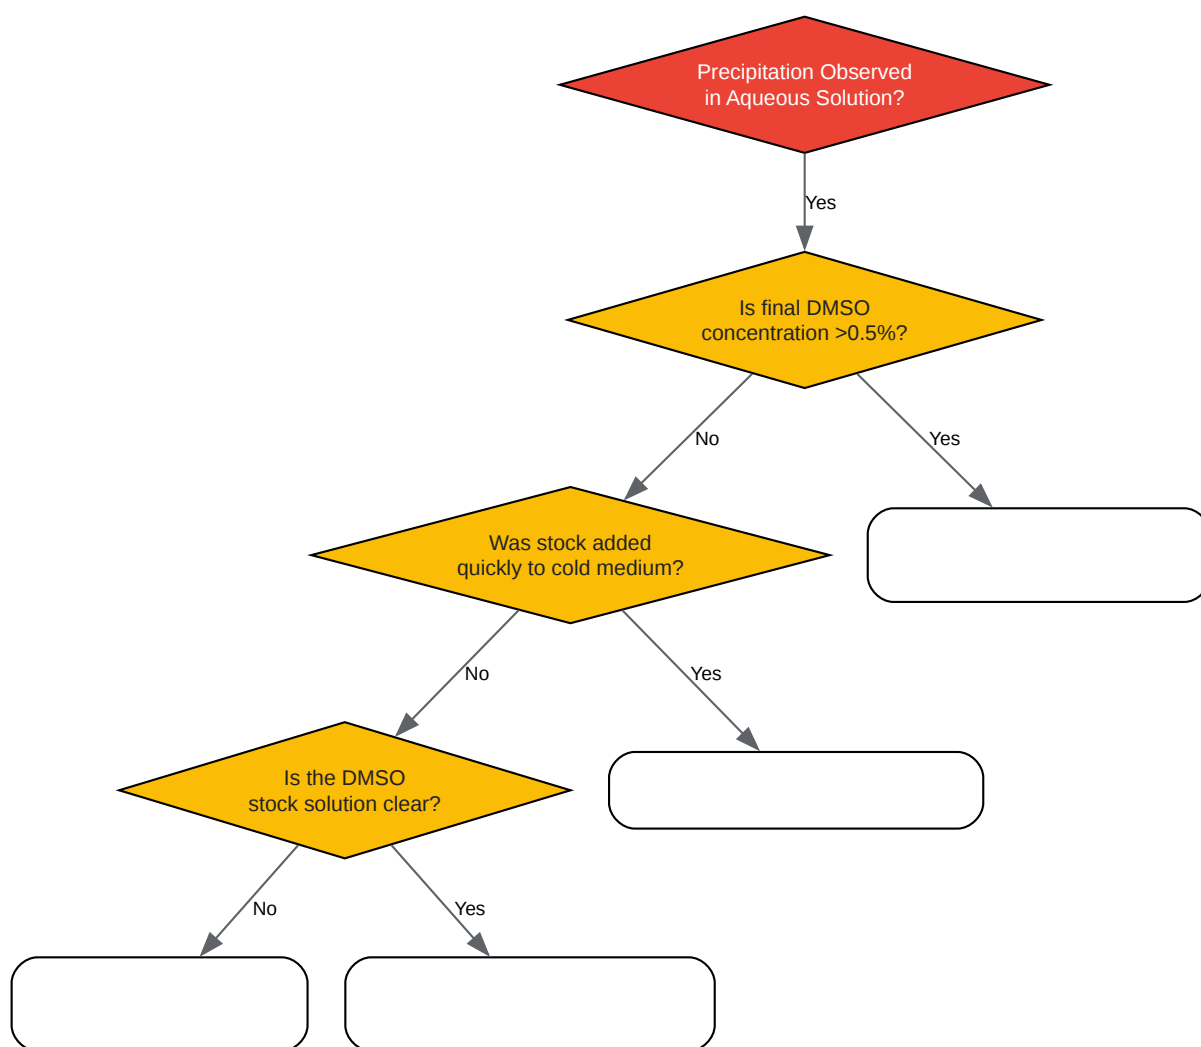 Precipitation Observed
in Aqueous Solution?
Yes
Is final DMSO
concentration >0.5%?
No
Yes
Was stock added
quickly to cold medium?
No
Yes
Is the DMSO
stock solution clear?
No
Yes